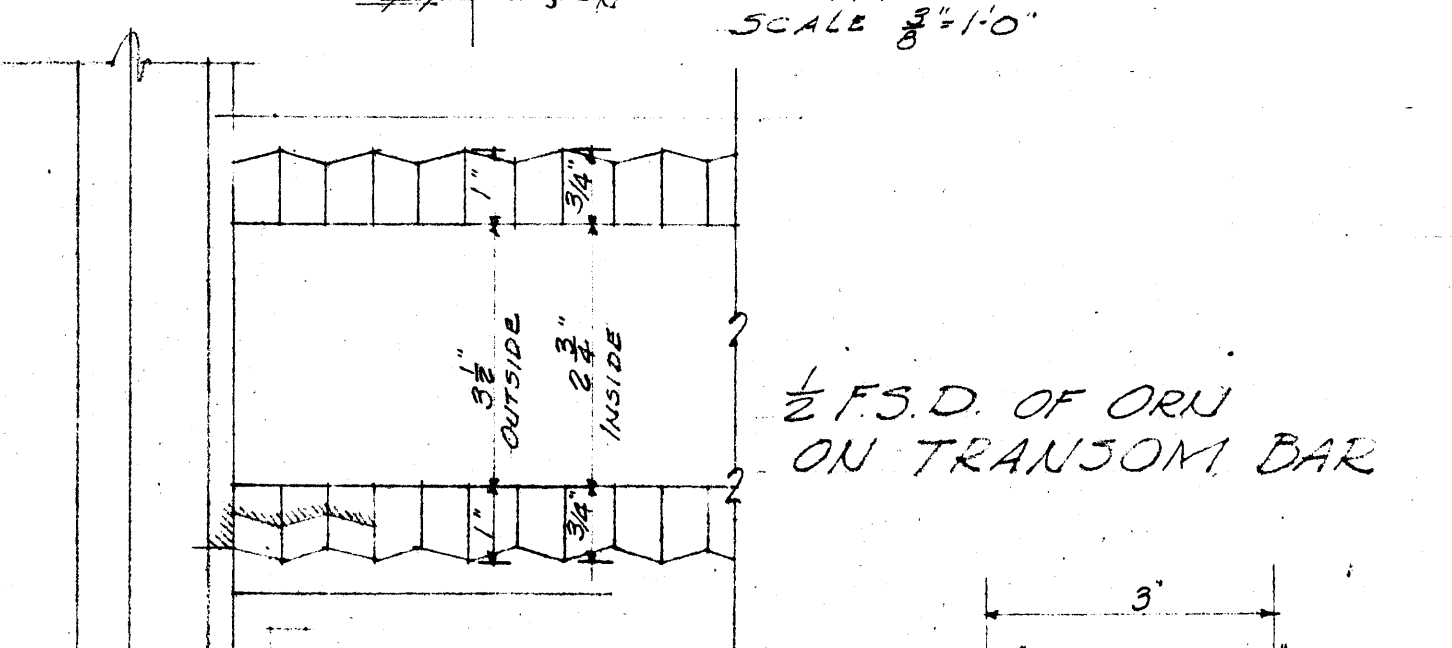 SCALE 3/8"=1'-0"
1"
3/4"
3 1/2"
OUTSIDE
2 3/4"
INSIDE
1/2 F.S.D. OF ORN
ON TRANSOM BAR
1"
3/4"
3"